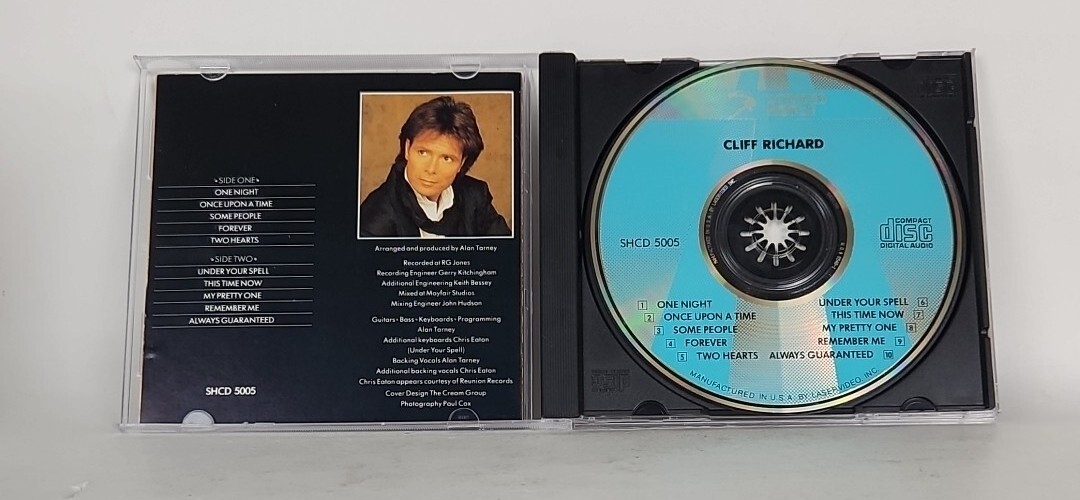 SIDE ONE
ONE NIGHT
ONCE UPON A TIME
SOME PEOPLE
FOREVER
TWO HEARTS
SIDE TWO
UNDER YOUR SPELL
THIS TIME NOW
MY PRETTY ONE
REMEMBER ME
ALWAYS GUARANTEED
SHCD 5005
Arranged and produced by Alan Tarney
Recorded at RG Jones
Recording Engineer Gerry Kitchingham
Additional Engineering Keith Bessey
Mixed at Mayfair Studios
Mixing Engineer John Hudson
Guitars - Bass - Keyboards - Programming
Alan Tarney
Additional keyboards Chris Eaton
(Under Your Spell)
Backing Vocals Alan Tarney
Additional backing vocals Chris Eaton
Chris Eaton appears courtesy of Reunion Records
Cover Design The Cream Group
Photography Paul Cox
CLIFF RICHARD
SHCD 5005
COMPACT
disc
DIGITAL AUDIO
1 ONE NIGHT
2 ONCE UPON A TIME
3 SOME PEOPLE
4 FOREVER
5 TWO HEARTS
UNDER YOUR SPELL 6
THIS TIME NOW 7
MY PRETTY ONE 8
REMEMBER ME 9
ALWAYS GUARANTEED 10
MANUFACTURED IN U.S.A. BY LASERVIDEO, INC.